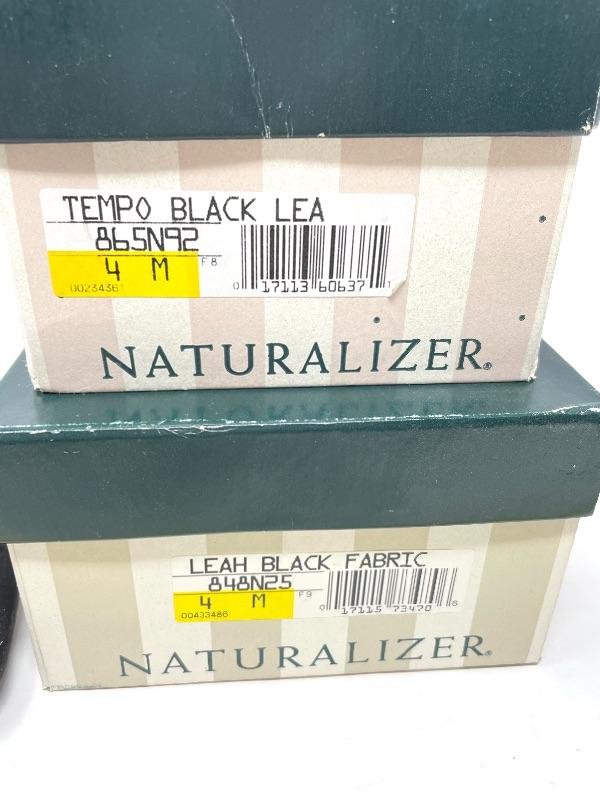 TEMPO BLACK LEA
865N92
4 M F8
00234361
0 17113 60637 1
NATURALIZER®
LEAH BLACK FABRIC
848N25
4 M F9
00433486
0 17115 73470 6
NATURALIZER®